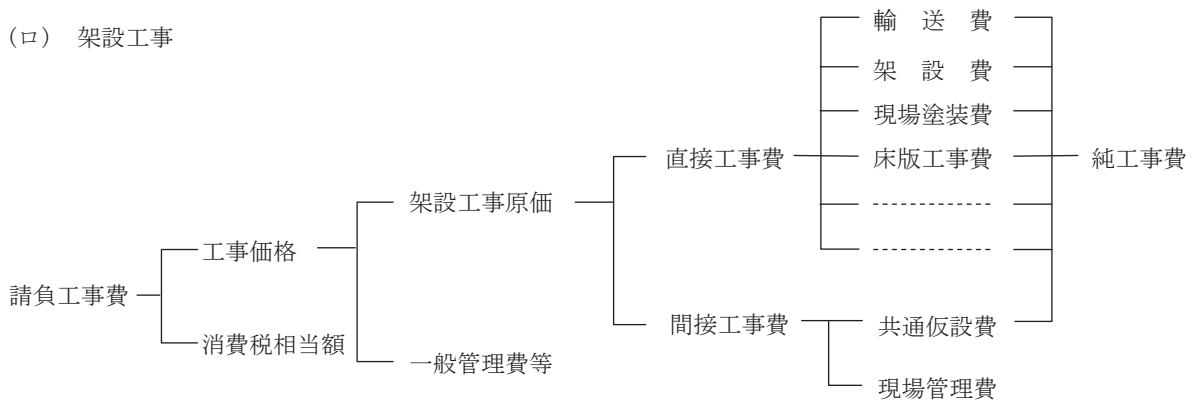 (ロ) 架設工事
輸 送 費
架 設 費
現場塗装費
直接工事費
床版工事費
純工事費
架設工事原価
-------------
工事価格
-------------
請負工事費
間接工事費
共通仮設費
消費税相当額
一般管理費等
現場管理費